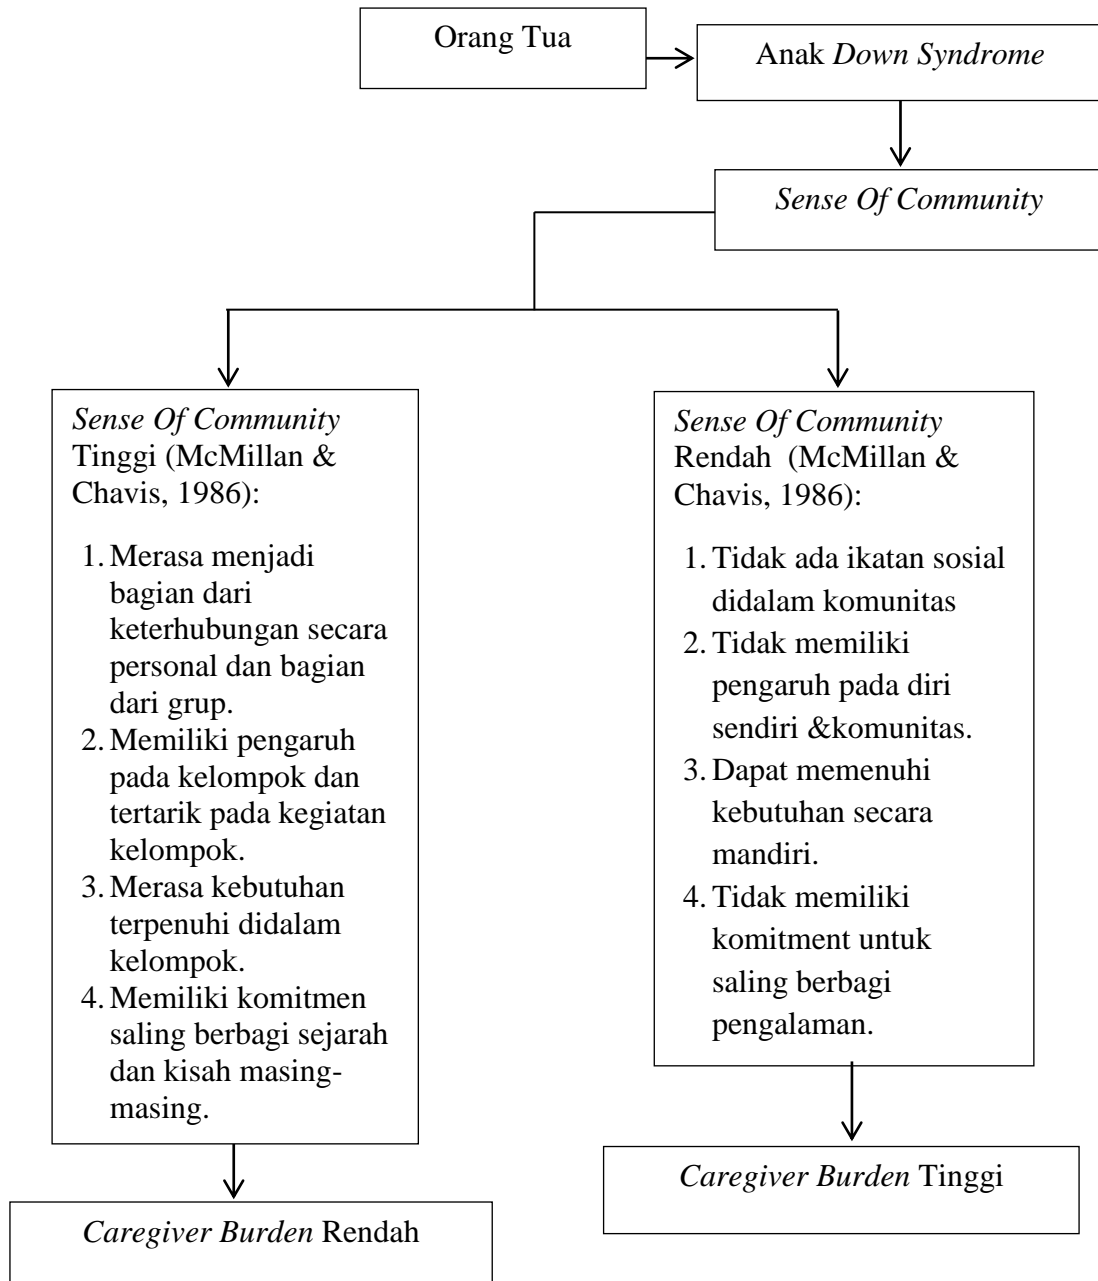 Orang Tua
Anak Down Syndrome
Sense Of Community
Sense Of Community
Tinggi (McMillan &
Chavis, 1986):
1. Merasa menjadi
bagian dari
keterhubungan secara
personal dan bagian
dari grup.
2. Memiliki pengaruh
pada kelompok dan
tertarik pada kegiatan
kelompok.
3. Merasa kebutuhan
terpenuhi didalam
kelompok.
4. Memiliki komitmen
saling berbagi sejarah
dan kisah masing-
masing.
Sense Of Community
Rendah (McMillan &
Chavis, 1986):
1. Tidak ada ikatan sosial
didalam komunitas
2. Tidak memiliki
pengaruh pada diri
sendiri &komunitas.
3. Dapat memenuhi
kebutuhan secara
mandiri.
4. Tidak memiliki
komitment untuk
saling berbagi
pengalaman.
Caregiver Burden Rendah
Caregiver Burden Tinggi